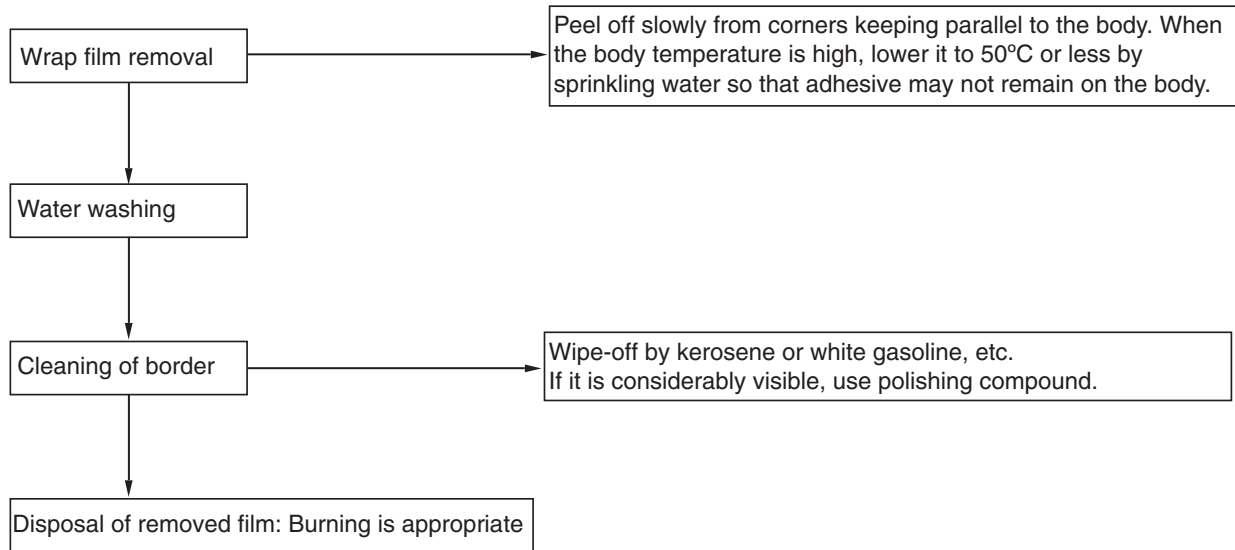 Wrap film removal
Peel off slowly from corners keeping parallel to the body. When
the body temperature is high, lower it to 50ºC or less by
sprinkling water so that adhesive may not remain on the body.
Water washing
Cleaning of border
Wipe-off by kerosene or white gasoline, etc.
If it is considerably visible, use polishing compound.
Disposal of removed film: Burning is appropriate